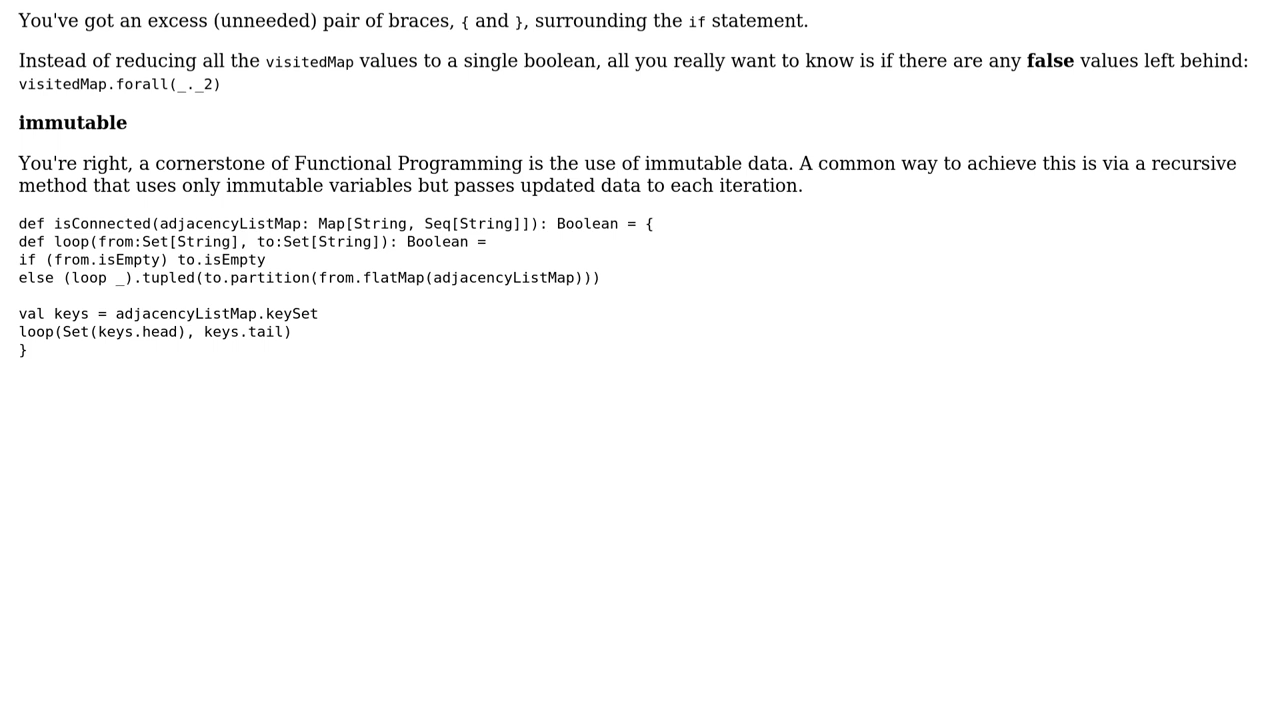 You've got an excess (unneeded) pair of braces, { and }, surrounding the if statement.
Instead of reducing all the visitedMap values to a single boolean, all you really want to know is if there are any false values left behind:
visitedMap.forall(_._2)
immutable
You're right, a cornerstone of Functional Programming is the use of immutable data. A common way to achieve this is via a recursive
method that uses only immutable variables but passes updated data to each iteration.
def isConnected(adjacencyListMap: Map[String, Seq[String]]): Boolean = {
def loop(from:Set[String], to:Set[String]): Boolean =
if (from.isEmpty) to.isEmpty
else (loop _).tupled(to.partition(from.flatMap(adjacencyListMap)))
val keys = adjacencyListMap.keySet
loop(Set(keys.head), keys.tail)
}